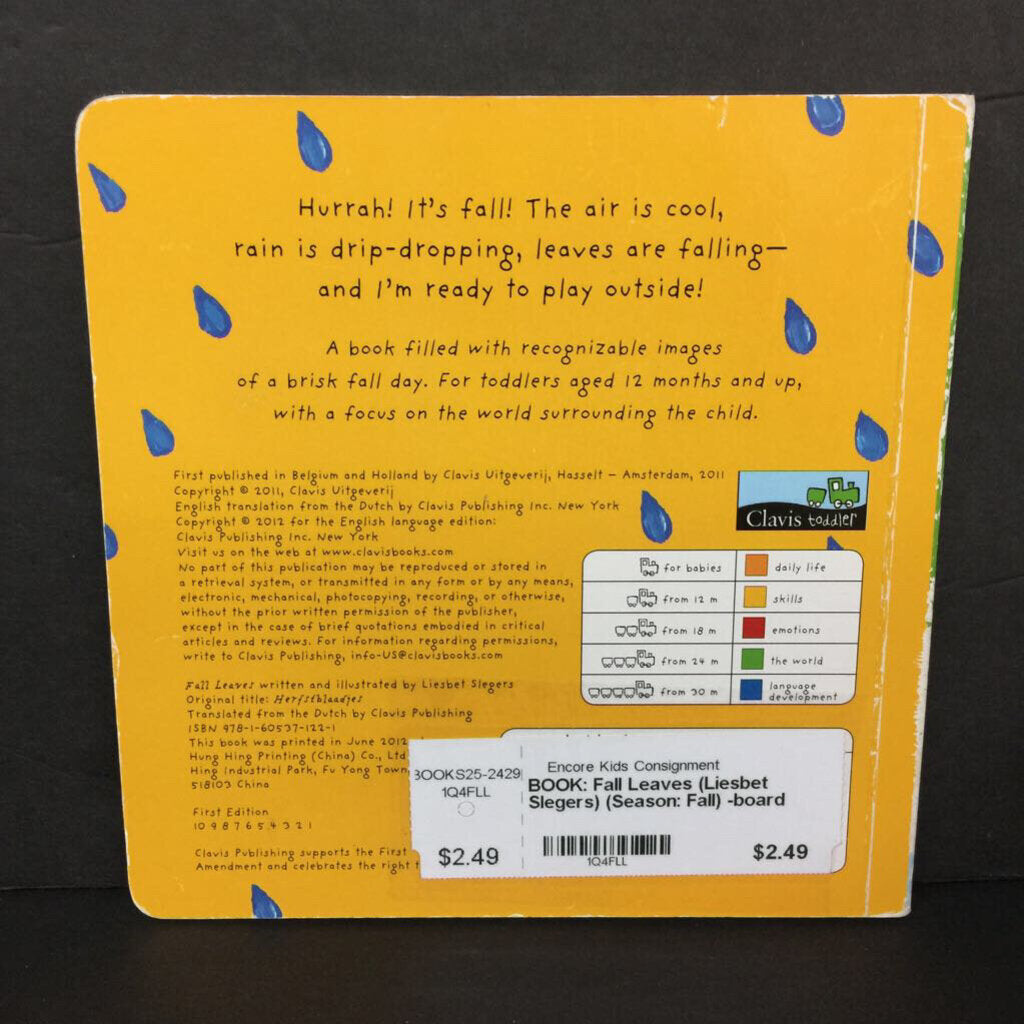 Hurrah! It's fall! The air is cool,
rain is drip-dropping, leaves are falling—
and I'm ready to play outside!
A book filled with recognizable images
of a brisk fall day. For toddlers aged 12 months and up,
with a focus on the world surrounding the child.
First published in Belgium and Holland by Clavis Uitgeverij, Hasselt – Amsterdam, 2011
Copyright © 2011, Clavis Uitgeverij
English translation from the Dutch by Clavis Publishing Inc. New York
Copyright © 2012 for the English language edition:
Clavis Publishing Inc. New York
Visit us on the web at www.clavisbooks.com
No part of this publication may be reproduced or stored in
a retrieval system, or transmitted in any form or by any means,
electronic, mechanical, photocopying, recording, or otherwise,
without the prior written permission of the publisher,
except in the case of brief quotations embodied in critical
articles and reviews. For information regarding permissions,
write to Clavis Publishing, info-US@clavisbooks.com
Fall Leaves written and illustrated by Liesbet Slegers
Original title: Herfstblaadjes
Translated from the Dutch by Clavis Publishing
ISBN 978-1-60537-122-1
This book was printed in June 2012
Hung Hing Printing (China) Co., Ltd
Hing Industrial Park, Fu Yong Town
518103 China
First Edition
10 9 8 7 6 5 4 3 2 1
Clavis Publishing supports the First
Amendment and celebrates the right t
Clavis toddler
for babies daily life
from 12 m skills
from 18 m emotions
from 24 m the world
from 30 m language
development
BOOKS25-2429
1Q4FLL
$2.49
Encore Kids Consignment
BOOK: Fall Leaves (Liesbet
Slegers) (Season: Fall) -board
1Q4FLL
$2.49